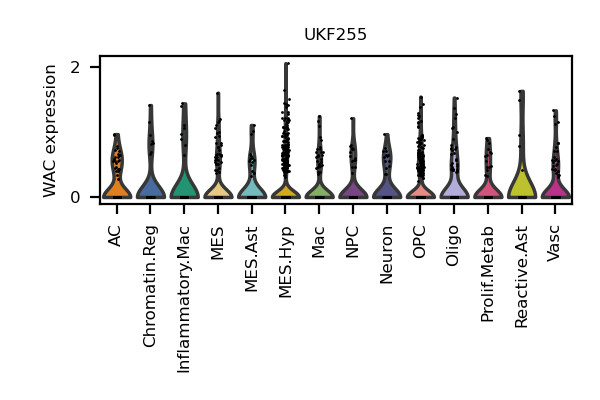 UKF255
WAC expression
2
0
AC
Chromatin.Reg
Inflammatory.Mac
MES
MES.Ast
MES.Hyp
Mac
NPC
Neuron
OPC
Oligo
Prolif.Metab
Reactive.Ast
Vasc